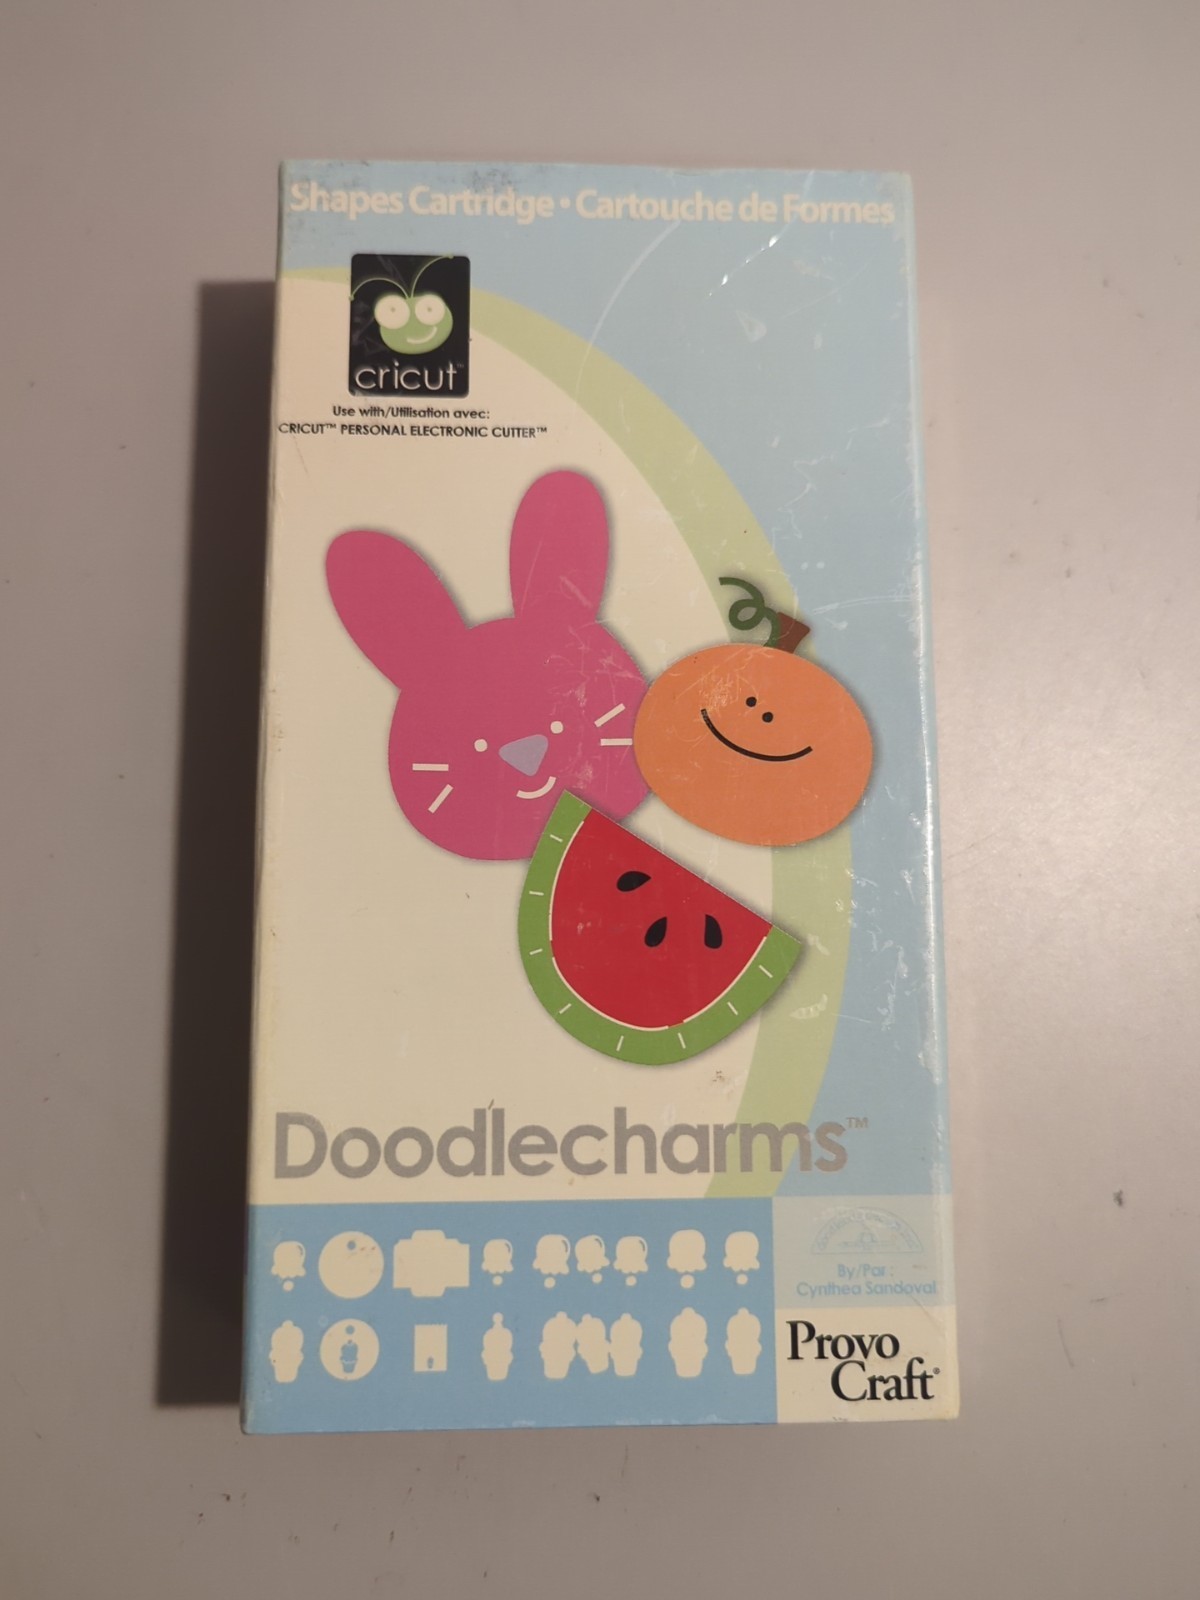 Shapes Cartridge • Cartouche de Formes
cricut™
Use with/Utilisation avec:
CRICUT™ PERSONAL ELECTRONIC CUTTER™
Doodlecharms™
By/Par :
Cynthea Sandoval
Provo
Craft®